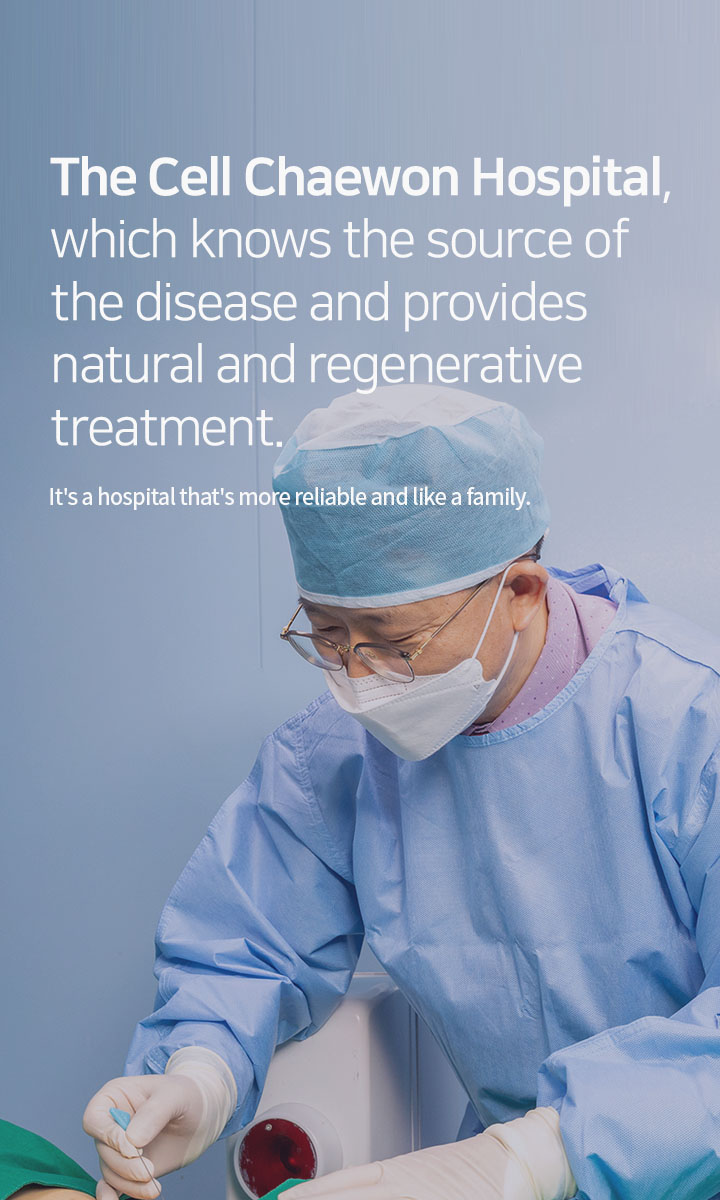 The Cell Chaewon Hospital,
which knows the source of
the disease and provides
natural and regenerative
treatment.
It's a hospital that's more reliable and like a family.